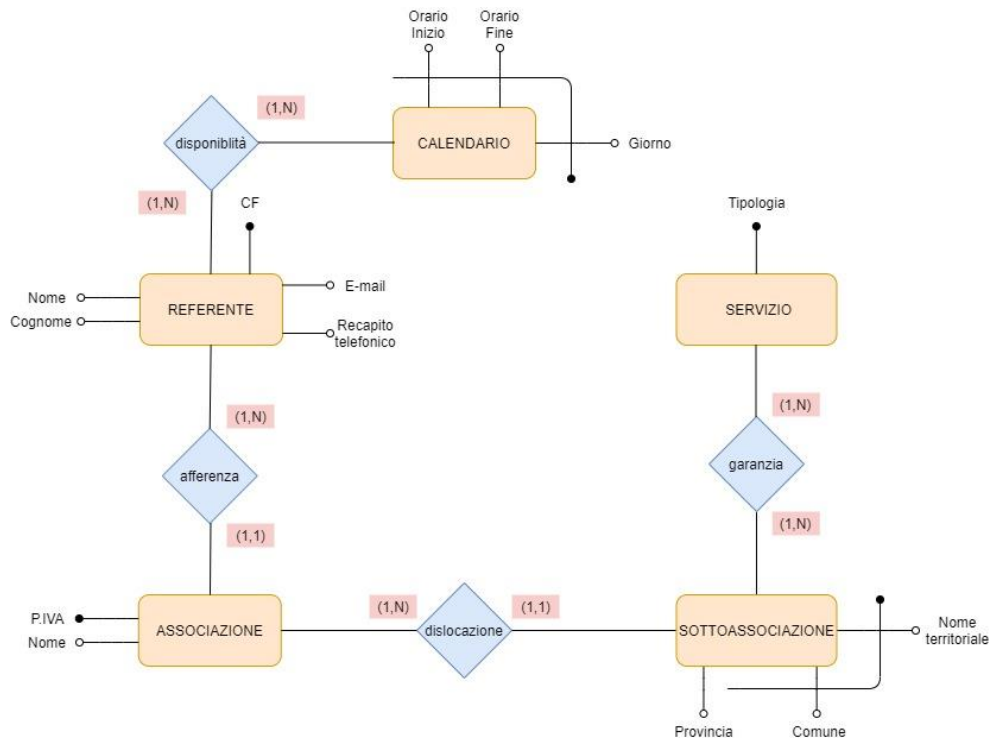 Orario
Inizio
Orario
Fine
(1,N)
disponiblità
CALENDARIO
Giorno
(1,N)
CF
Tipologia
Nome
Cognome
REFERENTE
E-mail
Recapito
telefonico
SERVIZIO
(1,N)
(1,N)
afferenza
garanzia
(1,1)
(1,N)
P.IVA
Nome
ASSOCIAZIONE
(1,N)
dislocazione
(1,1)
SOTTOASSOCIAZIONE
Nome
territoriale
Provincia
Comune